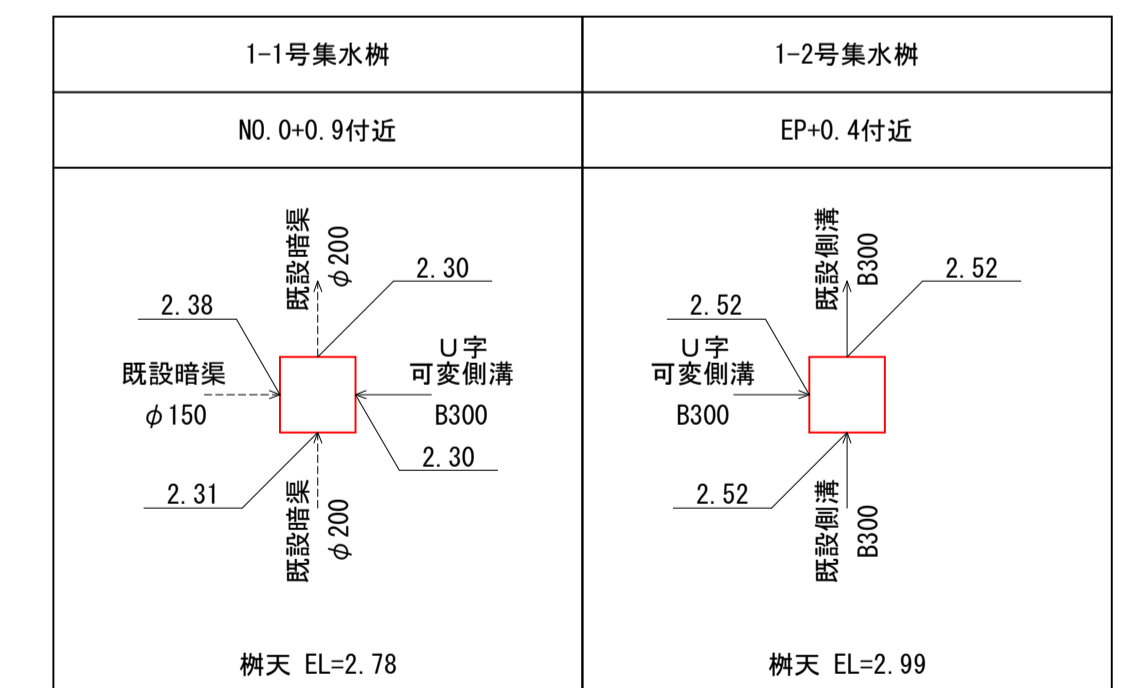 1-1号集水桝
NO.0+0.9付近
既設暗渠
φ200
2.30
2.38
既設暗渠
φ150
U字
可変側溝
B300
2.30
2.31
既設暗渠
φ200
桝天 EL=2.78
1-2号集水桝
EP+0.4付近
既設側溝
B300
2.52
2.52
U字
可変側溝
B300
2.52
既設側溝
B300
桝天 EL=2.99